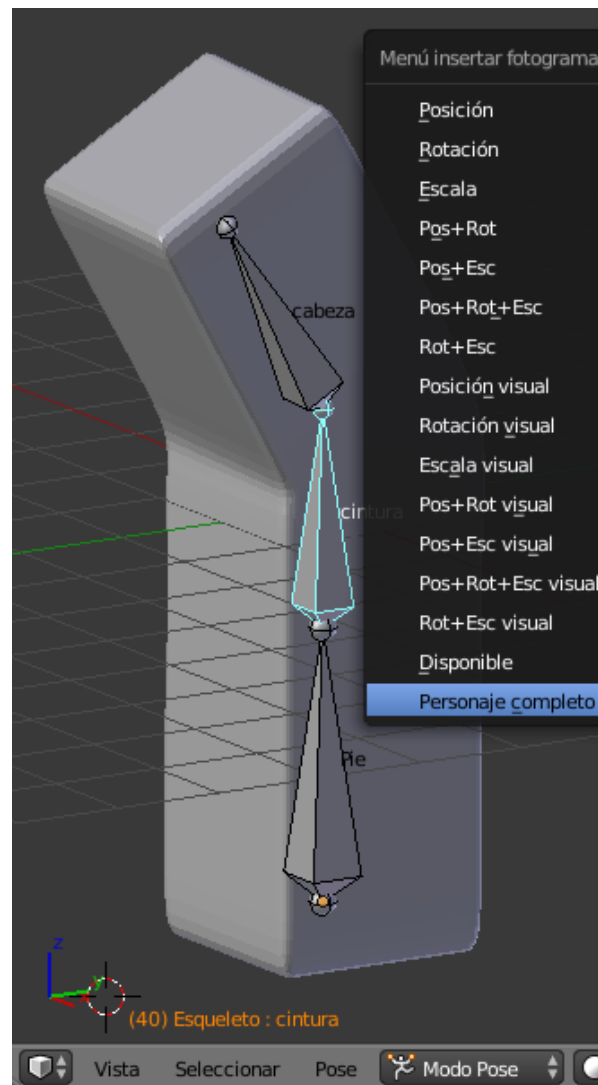 Menú insertar fotograma
Posición
Rotación
Escala
Pos+Rot
Pos+Esc
Pos+Rot+Esc
Rot+Esc
Posición visual
Rotación visual
Escala visual
Pos+Rot visual
Pos+Esc visual
Pos+Rot+Esc visual
Rot+Esc visual
Disponible
Personaje completo
cabeza
cintura
Pie
z
y
x
(40) Esqueleto : cintura
Vista Seleccionar Pose Modo Pose